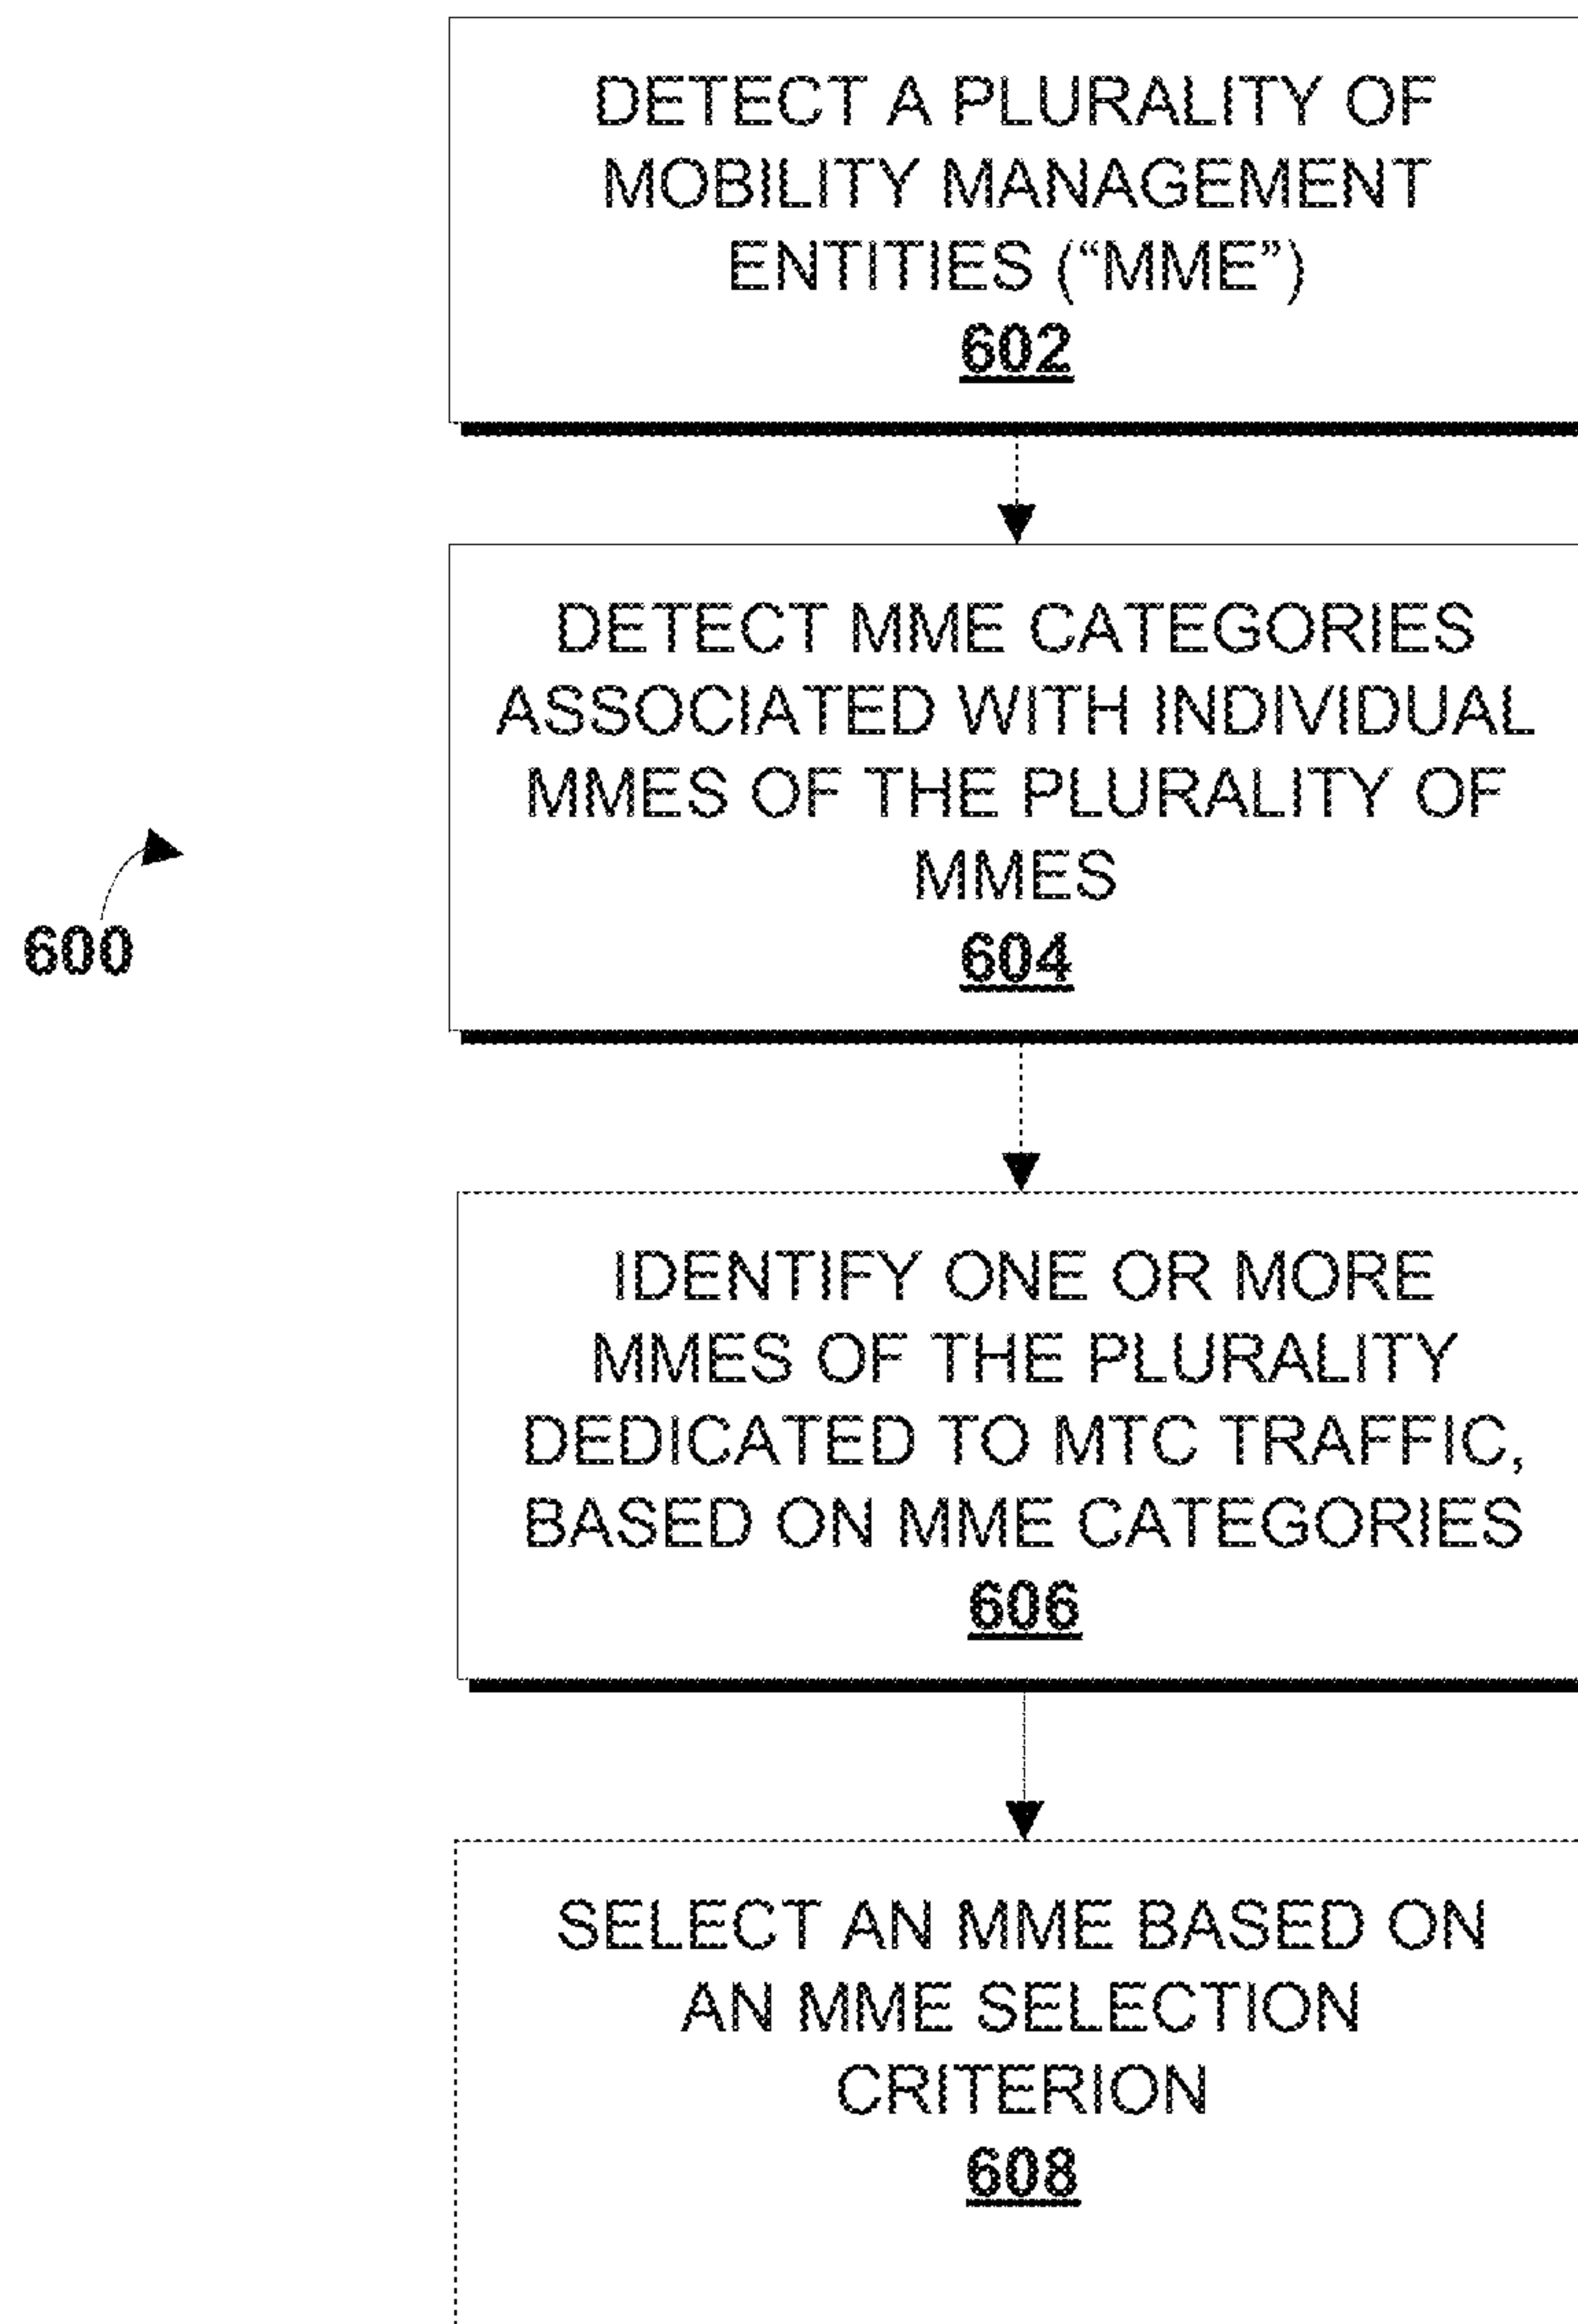 DETECT A PLURALITY OF
MOBILITY MANAGEMENT
ENTITIES (“MME”)
602
DETECT MME CATEGORIES
ASSOCIATED WITH INDIVIDUAL
MMES OF THE PLURALITY OF
MMES
604
600
IDENTIFY ONE OR MORE
MMES OF THE PLURALITY
DEDICATED TO MTC TRAFFIC,
BASED ON MME CATEGORIES
606
SELECT AN MME BASED ON
AN MME SELECTION
CRITERION
608